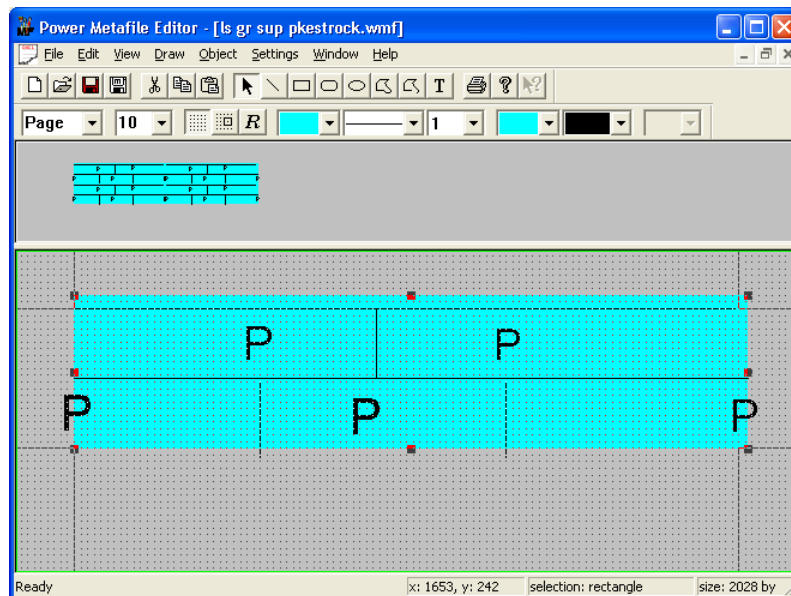 Power Metafile Editor - [ls gr sup pkestrock.wmf]
File Edit View Draw Object Settings Window Help
T
Page 10 R 1
P P
P P P
Ready x: 1653, y: 242 selection: rectangle size: 2028 by